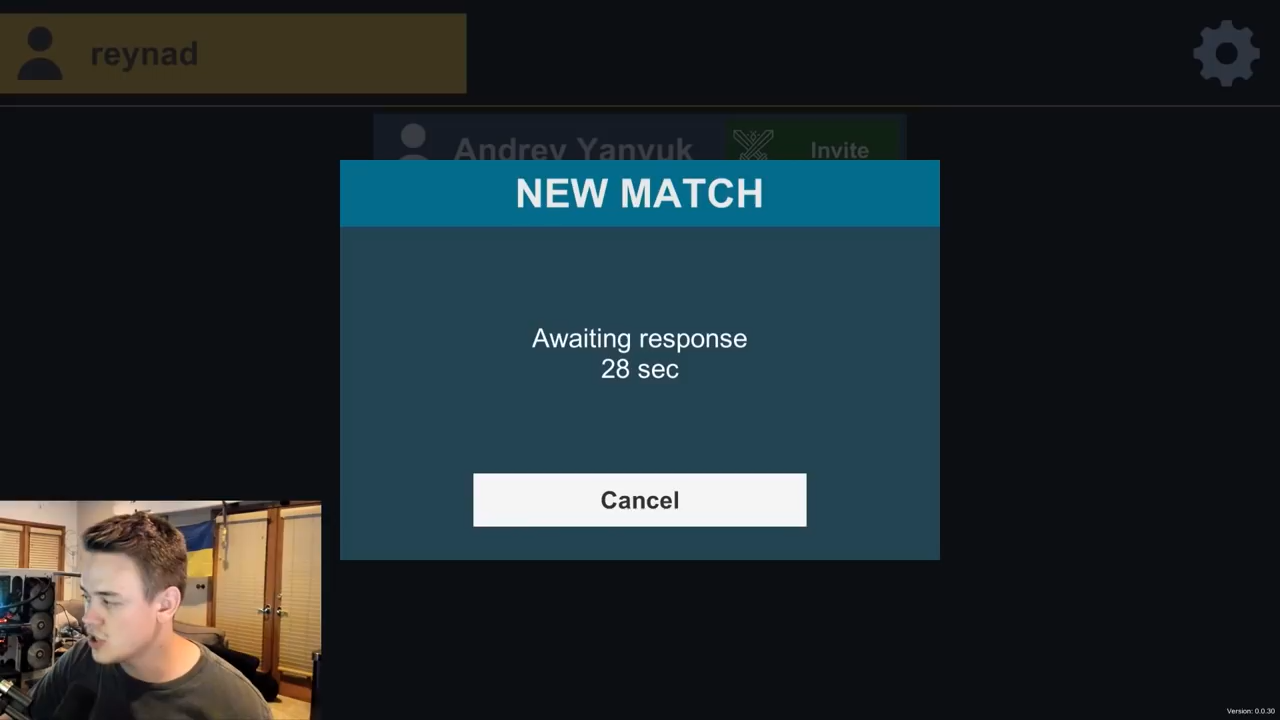 reynad
Andrey Yanyuk
Invite
NEW MATCH
Awaiting response
28 sec
Cancel
Version: 0.0.30